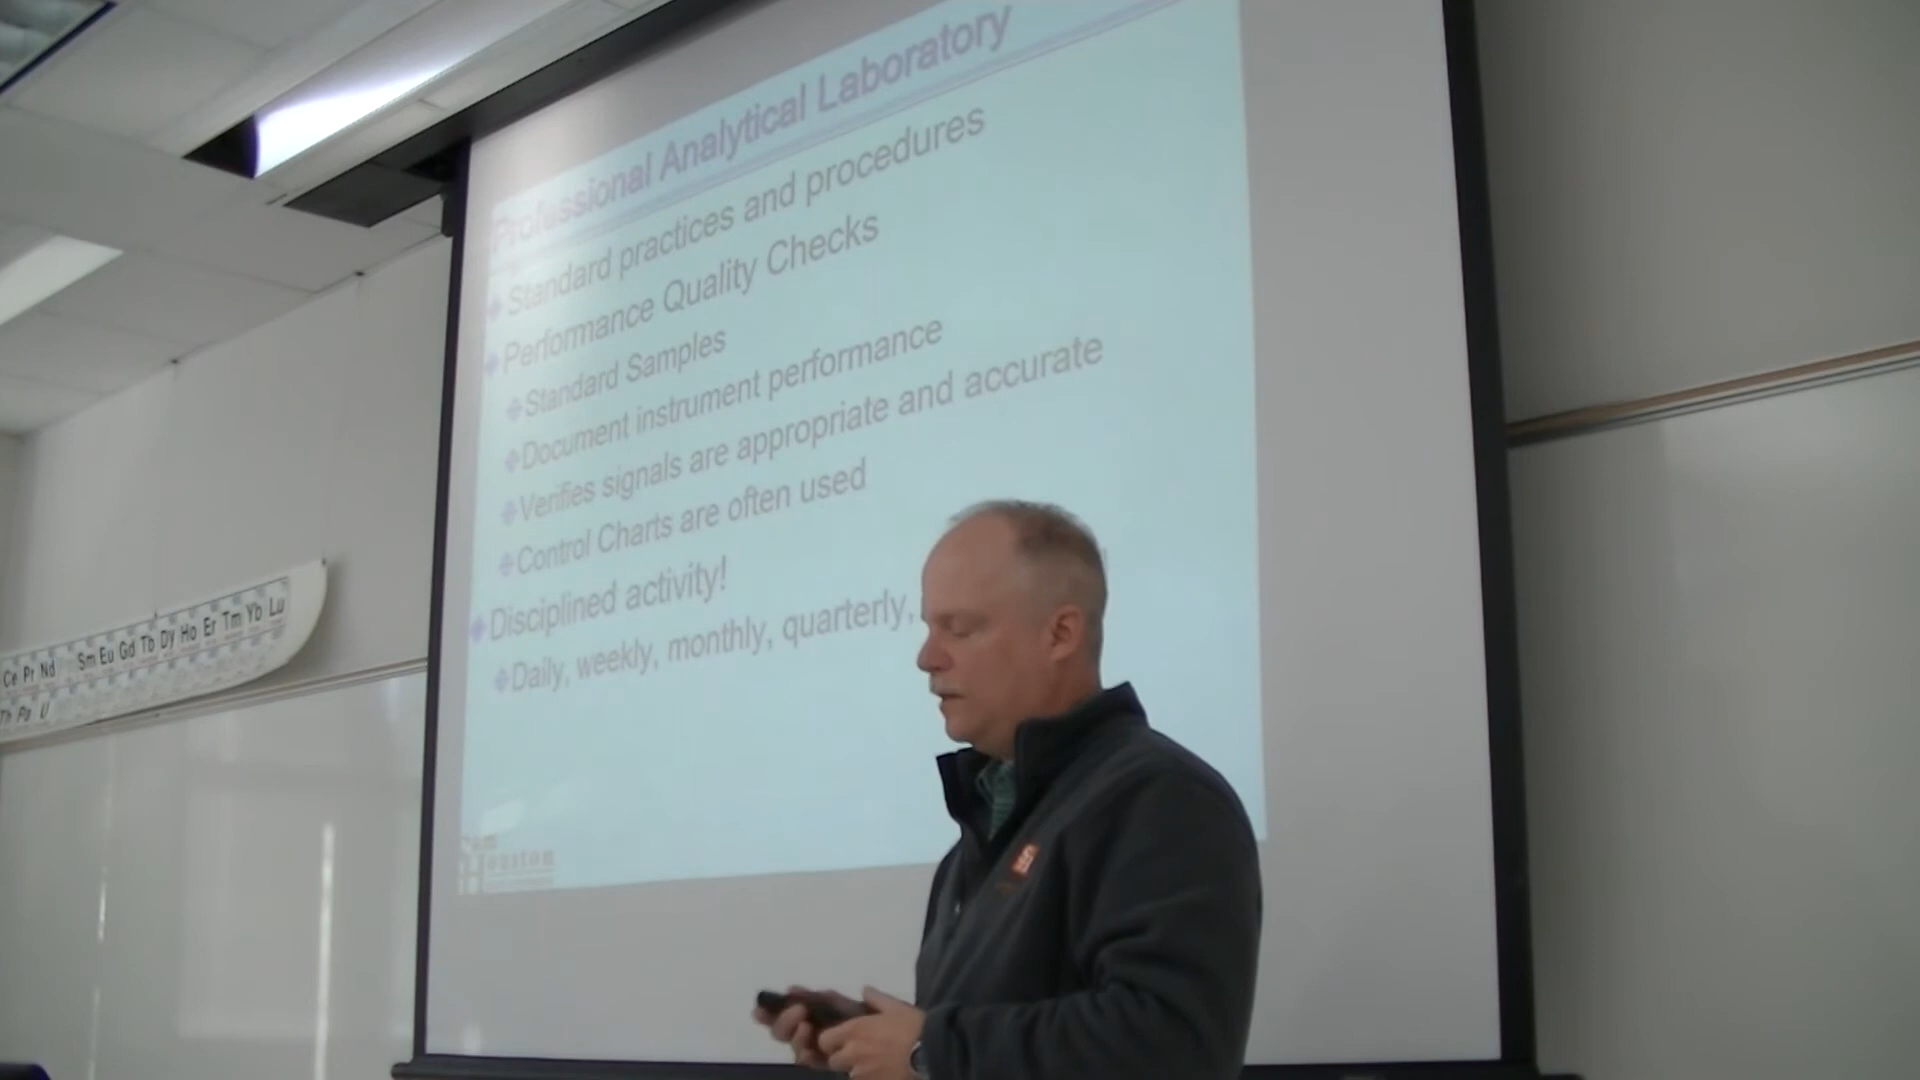 Professional Analytical Laboratory
Standard practices and procedures
Performance Quality Checks
Standard Samples
Document instrument performance
Verifies signals are appropriate and accurate
Control Charts are often used
Disciplined activity!
Daily, weekly, monthly, quarterly,
Ce Pr Nd Sm Eu Gd Tb Dy Ho Er Tm Yb Lu
Th Pa U
Sam
Houston